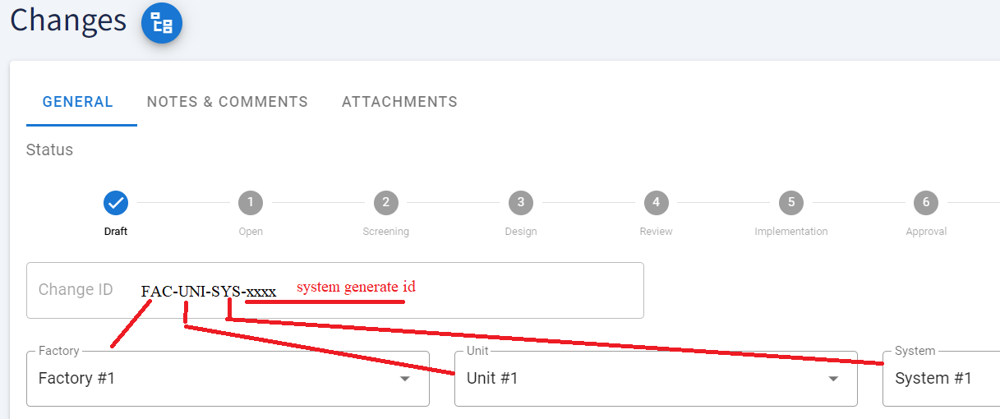 Changes
GENERAL NOTES & COMMENTS ATTACHMENTS
Status
1 2 3 4 5 6
Draft Open Screening Design Review Implementation Approval
Change ID FAC-UNI-SYS-xxxx system generate id
Factory Unit System
Factory #1 Unit #1 System #1